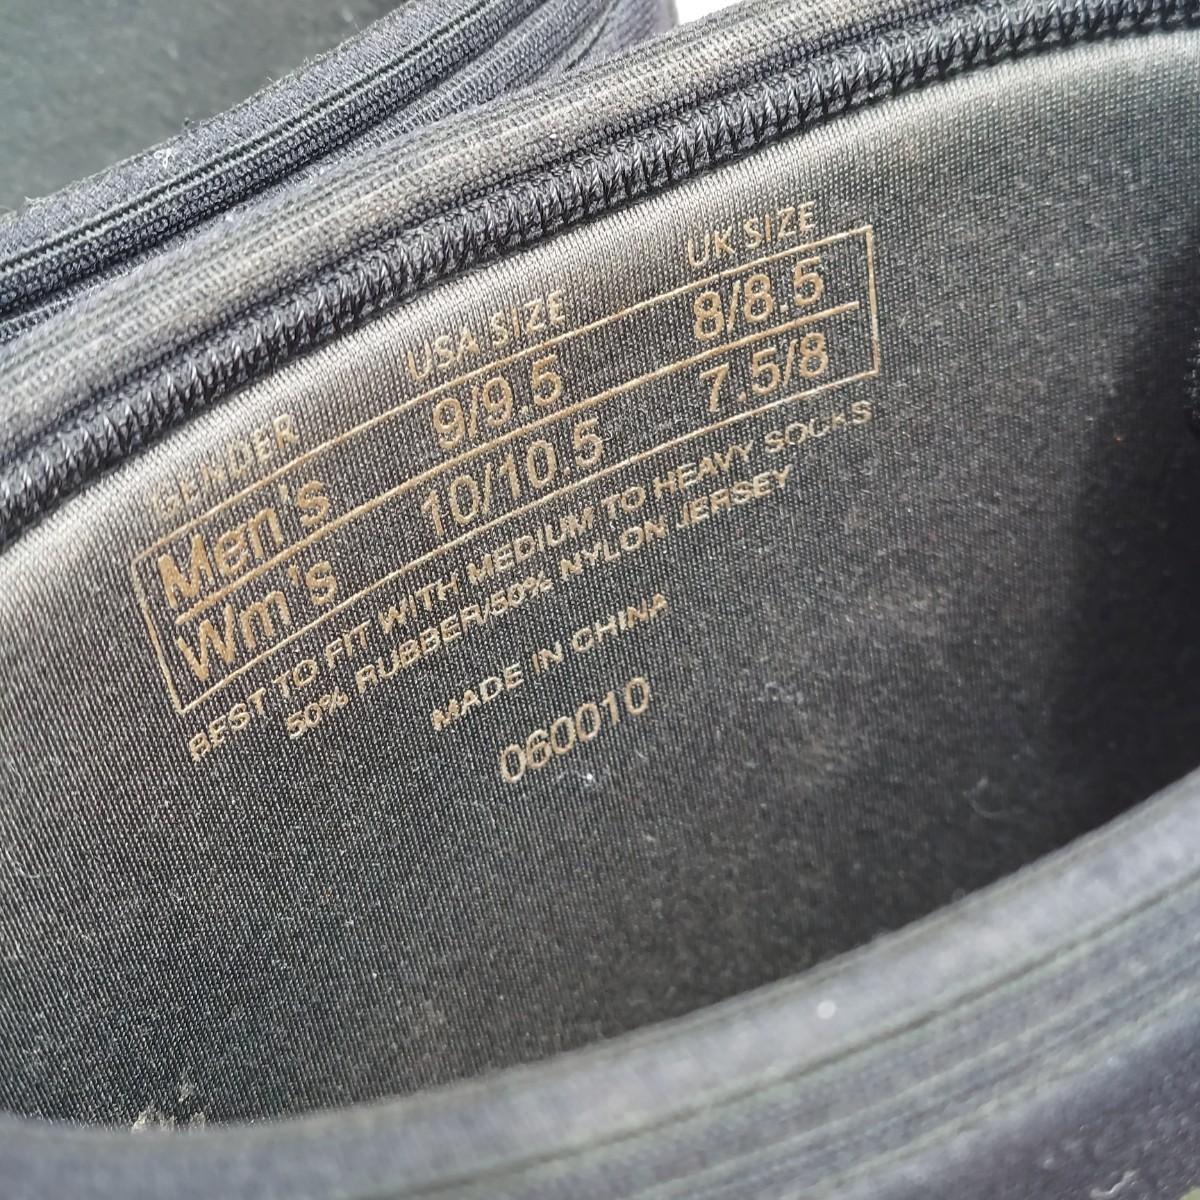 GENDER USA SIZE UK SIZE
Men's 9/9.5 8/8.5
Wm's 10/10.5 7.5/8
BEST TO FIT WITH MEDIUM TO HEAVY SOCKS
50% RUBBER/50% NYLON JERSEY
MADE IN CHINA
060010